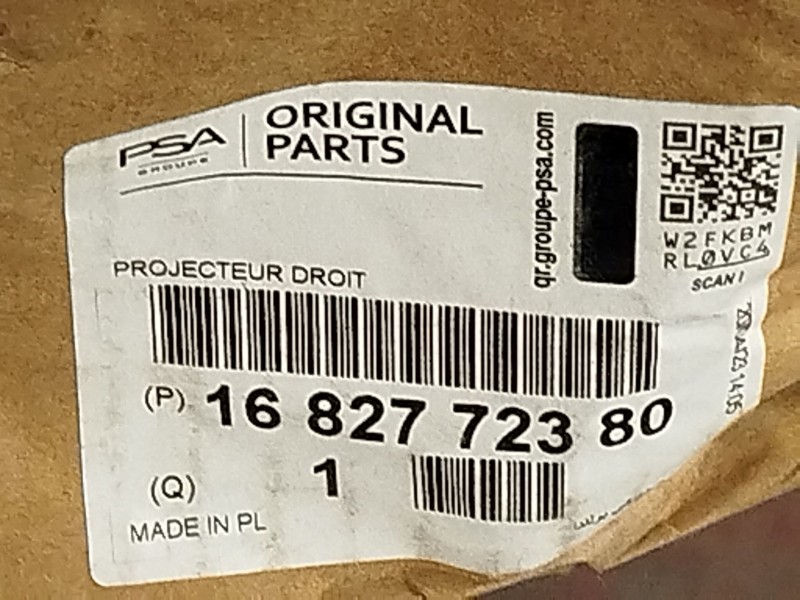 PSA
GROUPE
ORIGINAL
PARTS
qr.groupe-psa.com
W2FKBM
RLØVC4
SCAN!
PROJECTEUR DROIT
(P) 16 827 723 80
(Q) 1
MADE IN PL